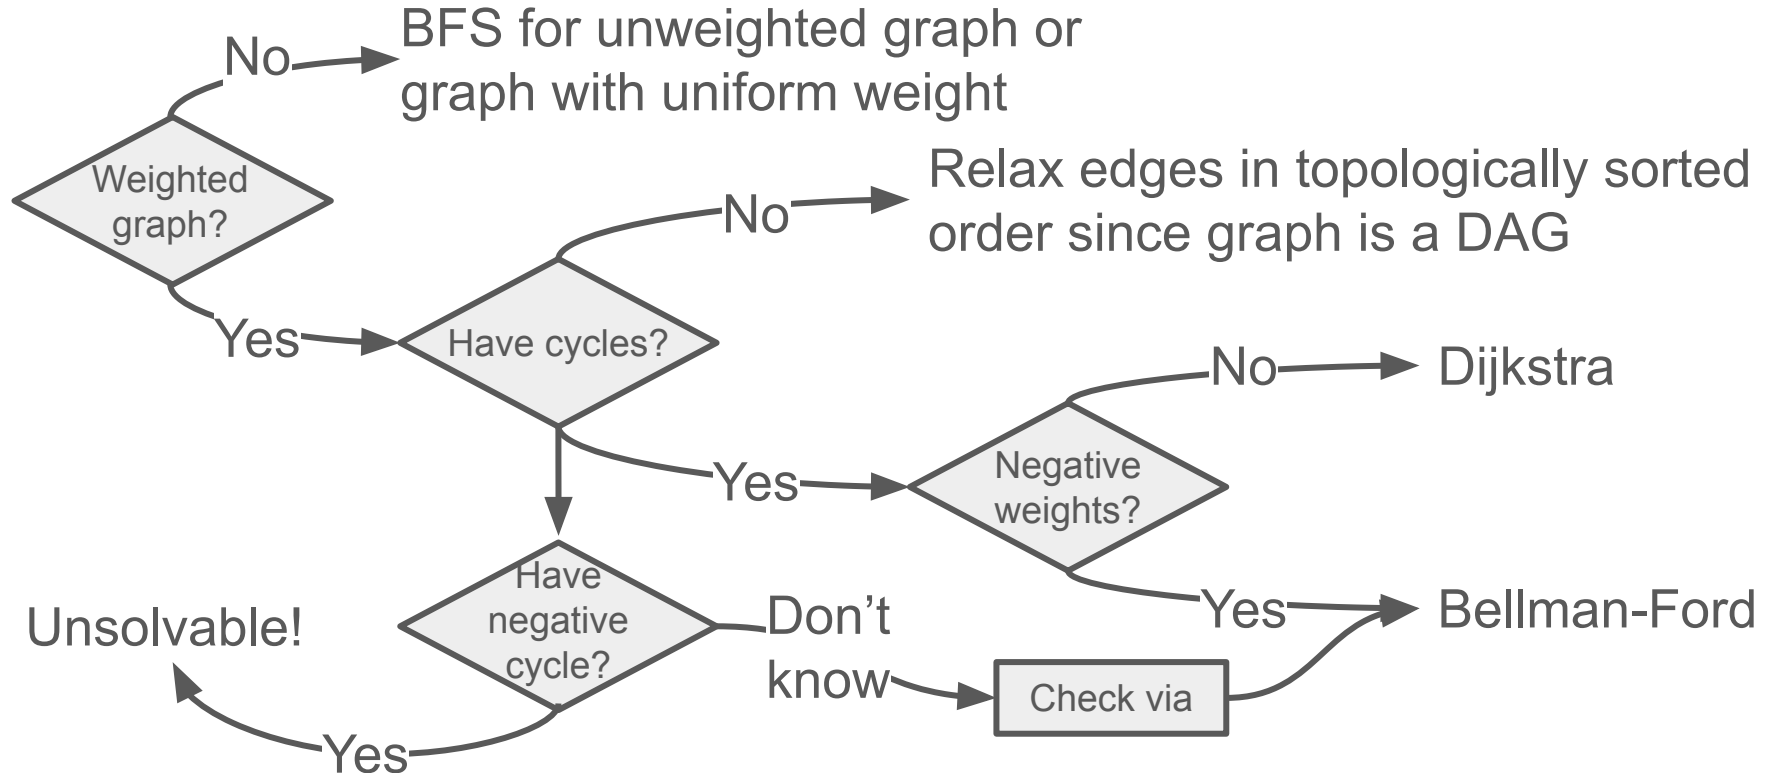 No
BFS for unweighted graph or
graph with uniform weight
Weighted
graph?
No
Relax edges in topologically sorted
order since graph is a DAG
Yes
Have cycles?
No
Dijkstra
Yes
Negative
weights?
Have
negative
cycle?
Unsolvable!
Don't
know
Yes
Bellman-Ford
Check via
Yes